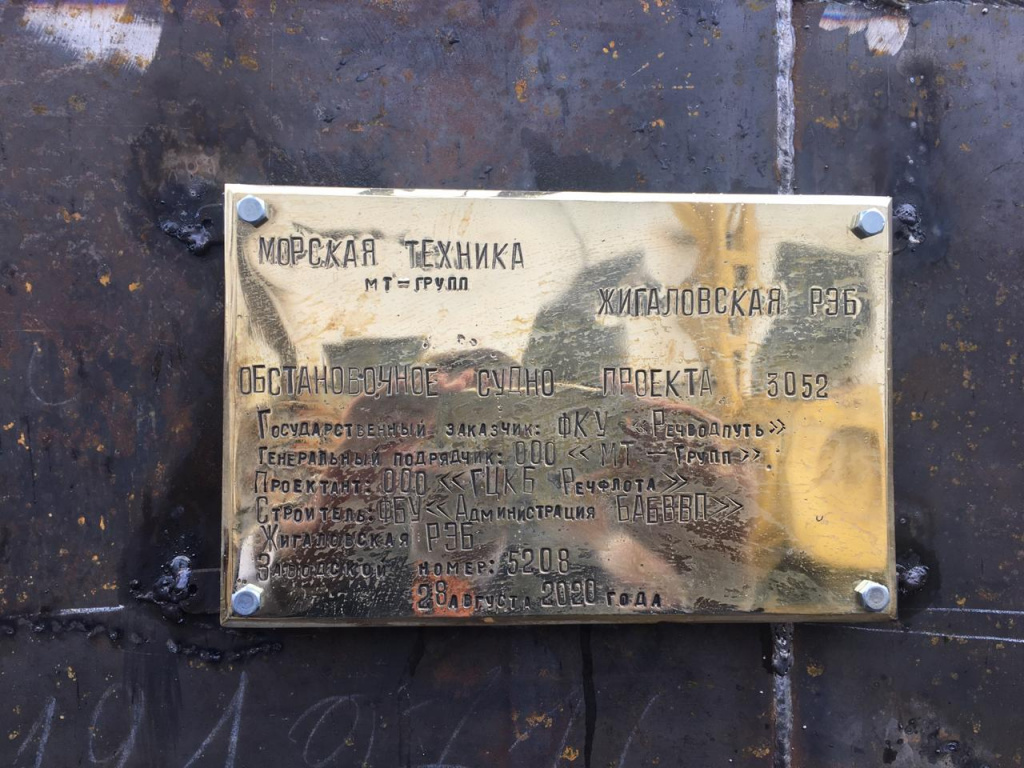 МОРСКАЯ ТЕХНИКА
МТ=ГРУПП
ЖИГАЛОВСКАЯ РЭБ
ОБСТАНОВОЧНОЕ СУДНО ПРОЕКТА 3052
ГОСУДАРСТВЕННЫЙ ЗАКАЗЧИК: ФКУ «РЕЧВОДПУТЬ»
ГЕНЕРАЛЬНЫЙ ПОДРЯДЧИК: ООО «МТ – ГРУПП».
ПРОЕКТАНТ: ООО «ГЦКБ РЕЧФЛОТА»
СТРОИТЕЛЬ: ФБУ «АДМИНИСТРАЦИЯ БАБВВП»
ЖИГАЛОВСКАЯ РЭБ
ЗАВОДСКОЙ НОМЕР: 5208
28 АВГУСТА 2020 ГОДА